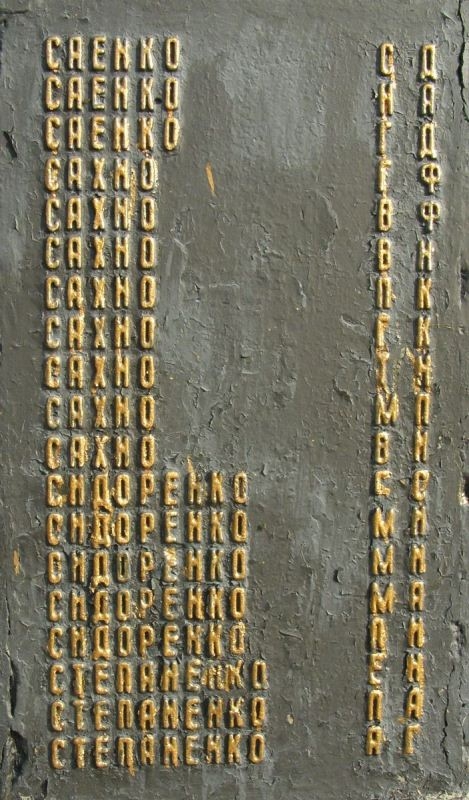 САЕНКО С Д
САЕНКО И А
САЕНКО Г Д
САХНО Г Ф
САХНО В Ф
САХНО В Н
САХНО П К
САХНО Г К
САХНО Т И
САХНО М П
САХНО В И
СИДОРЕНКО С
СИДОРЕНКО М И
СИДОРЕНКО М И
СИДОРЕНКО М А
СИДОРЕНКО П И
СТЕПАНЕНКО Е И
СТЕПАНЕНКО П А
СТЕПАНЕНКО А Г